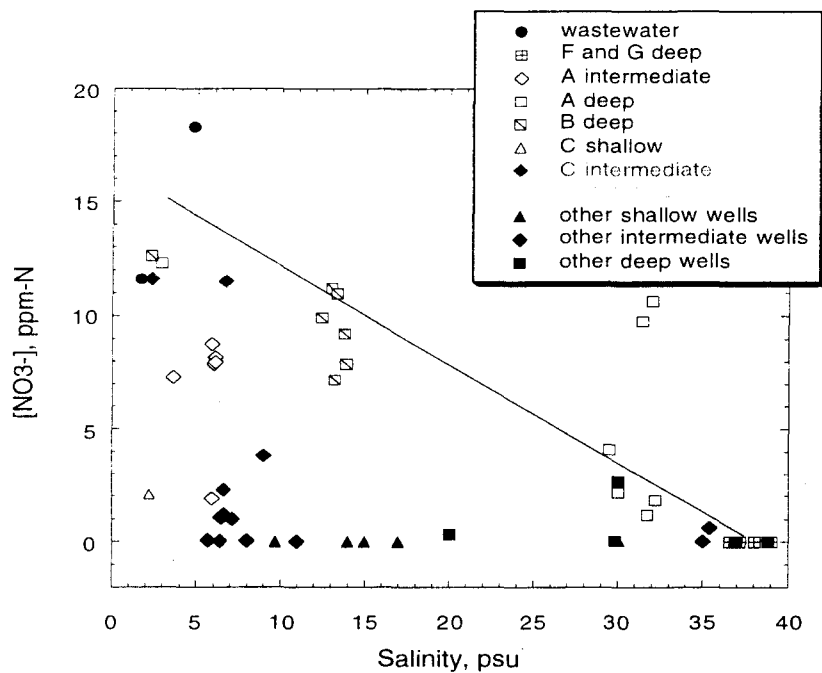 wastewater
F and G deep
A intermediate
A deep
B deep
C shallow
C intermediate
other shallow wells
other intermediate wells
other deep wells
20
15
10
5
0
[NO3-], ppm-N
0 5 10 15 20 25 30 35 40
Salinity, psu